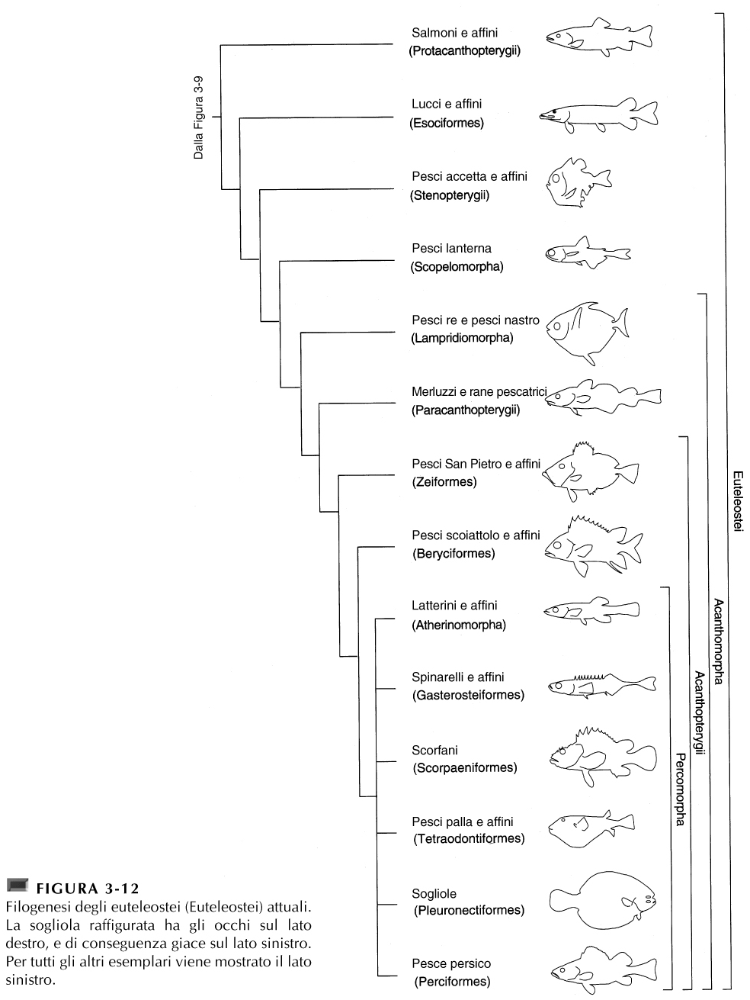 Dalla Figura 3-9
Salmoni e affini
(Protacanthopterygii)
Lucci e affini
(Esociformes)
Pesci accetta e affini
(Stenopterygii)
Pesci lanterna
(Scopelomorpha)
Pesci re e pesci nastro
(Lampridiomorpha)
Merluzzi e rane pescatrici
(Paracanthopterygii)
Pesci San Pietro e affini
(Zeiformes)
Pesci scoiattolo e affini
(Beryciformes)
Latterini e affini
(Atherinomorpha)
Spinarelli e affini
(Gasterosteiformes)
Scorfani
(Scorpaeniformes)
Pesci palla e affini
(Tetraodontiformes)
Sogliole
(Pleuronectiformes)
Pesce persico
(Perciformes)
Percomorpha
Acanthopterygii
Acanthomorpha
Euteleostei
FIGURA 3-12
Filogenesi degli euteleostei (Euteleostei) attuali.
La sogliola raffigurata ha gli occhi sul lato
destro, e di conseguenza giace sul lato sinistro.
Per tutti gli altri esemplari viene mostrato il lato
sinistro.